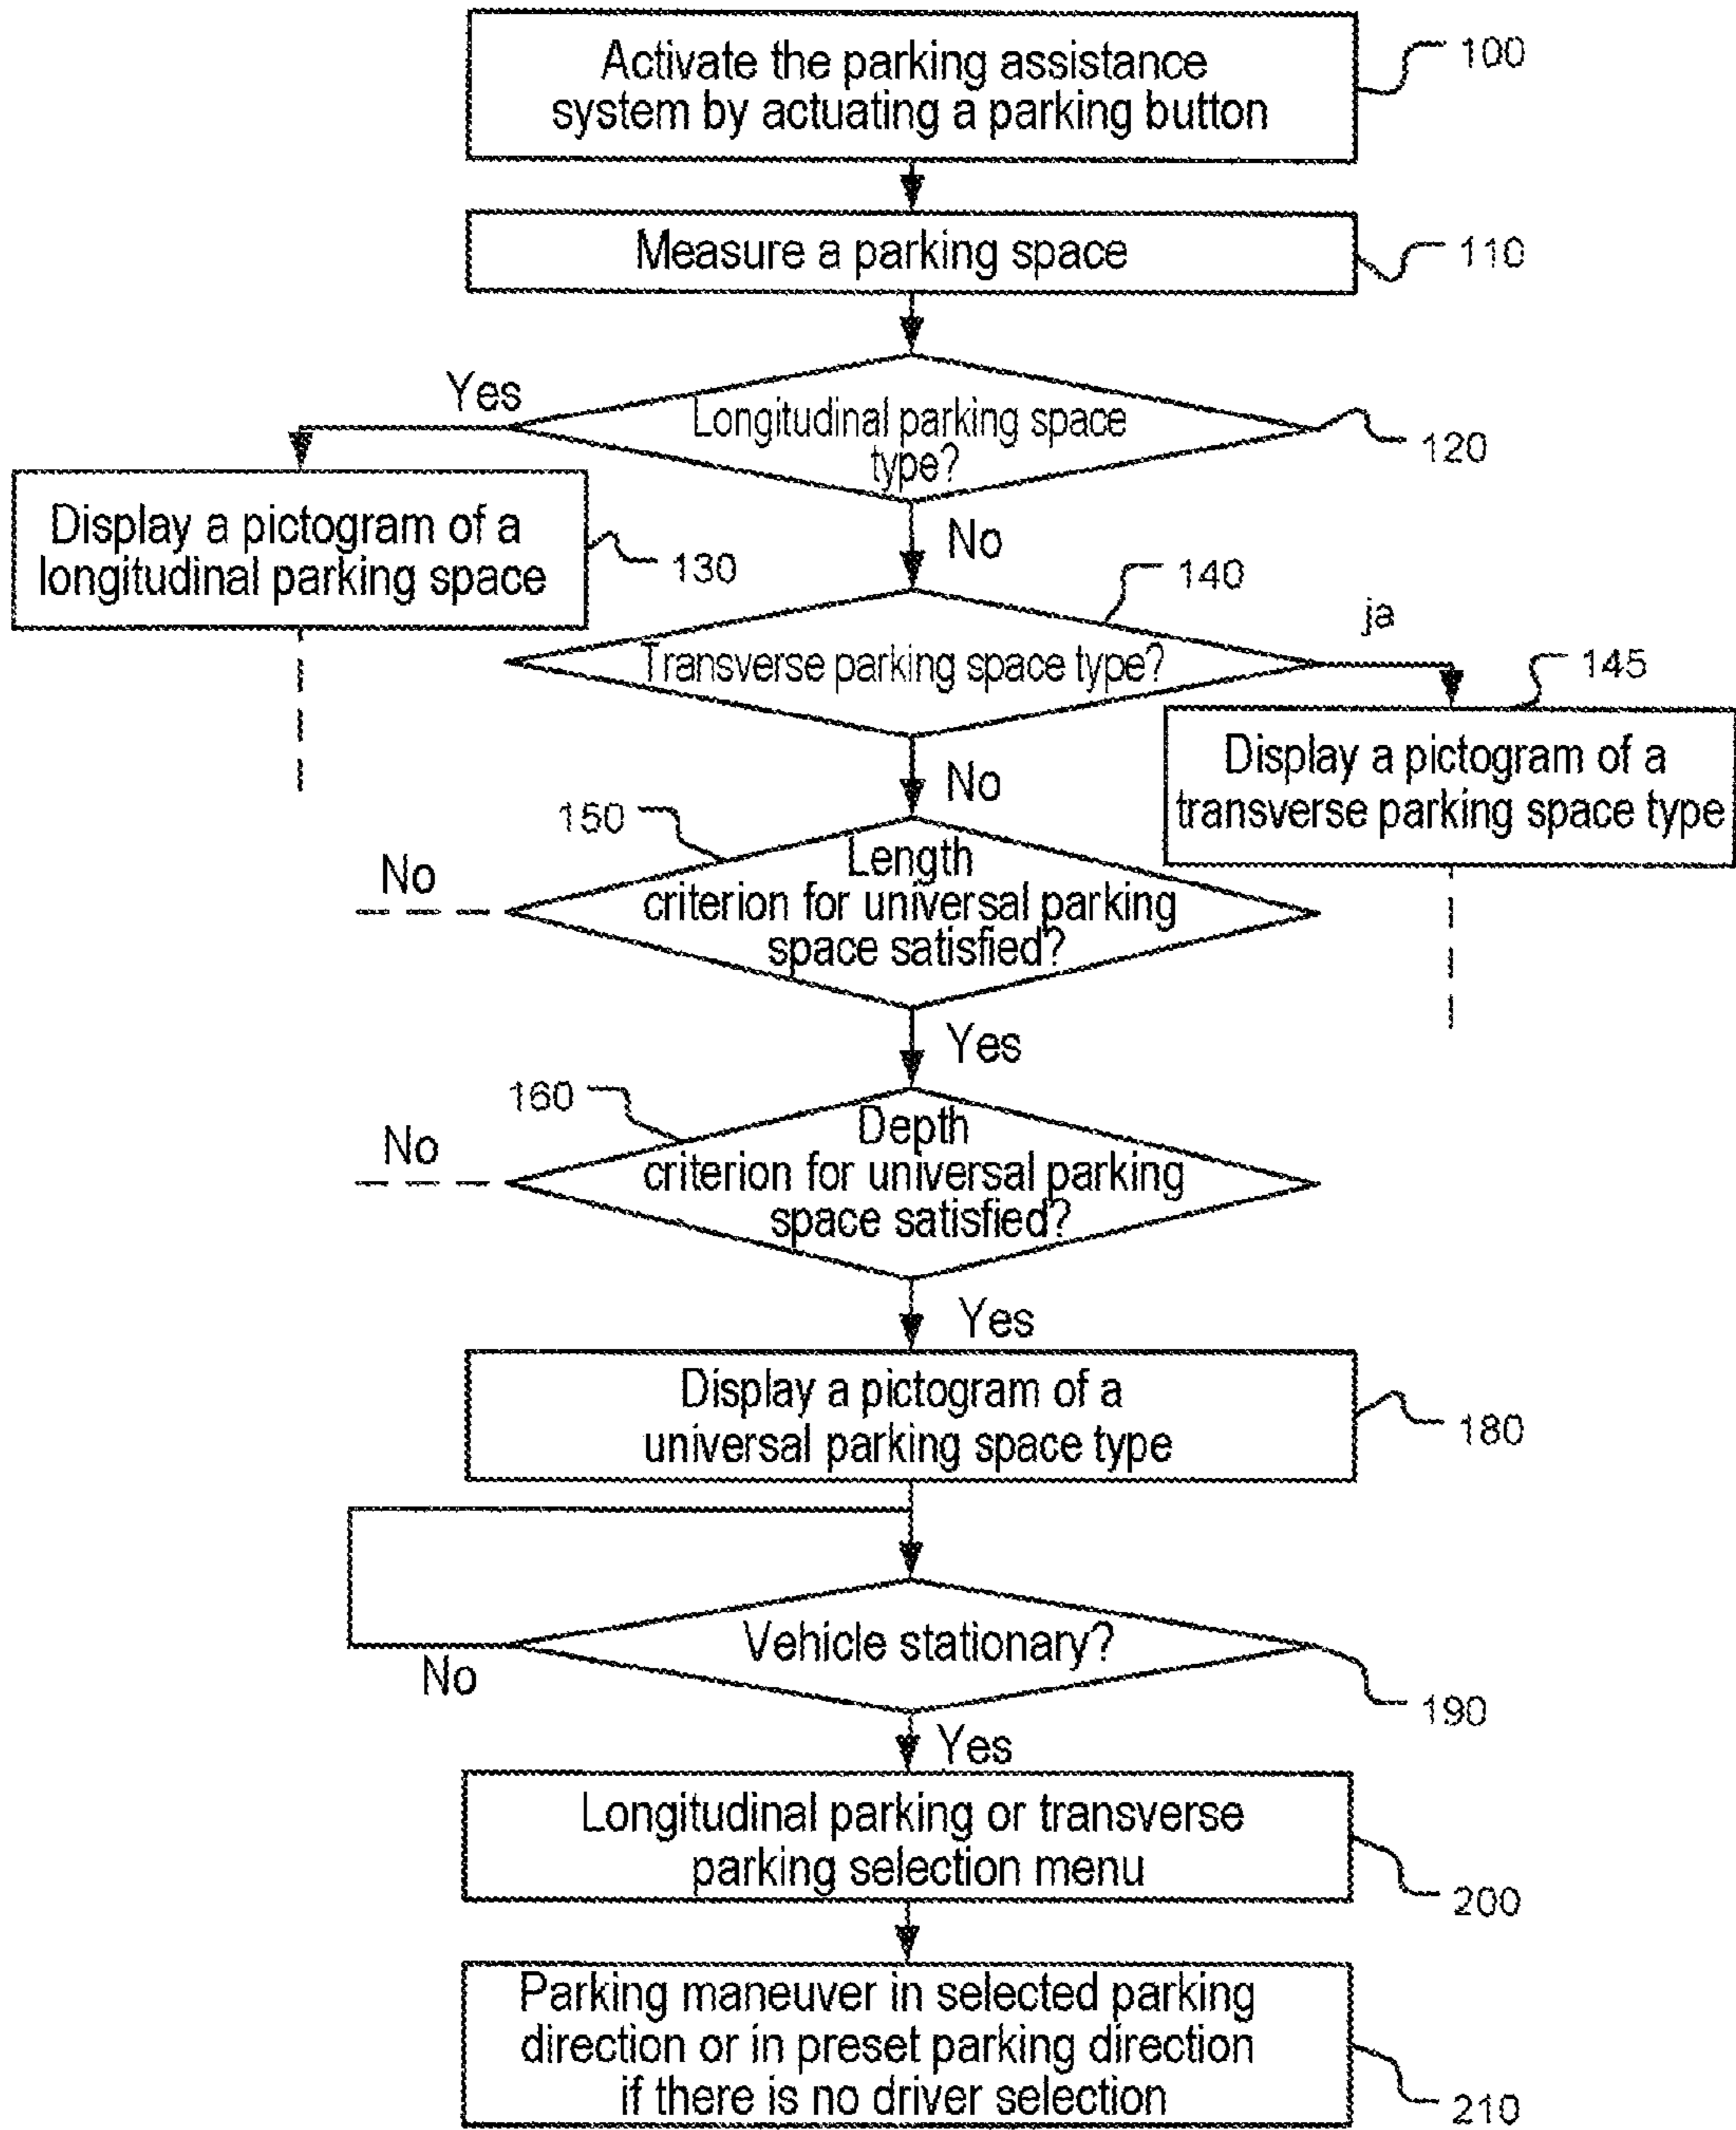 Activate the parking assistance
system by actuating a parking button
100
Measure a parking space
110
Yes
Longitudinal parking space
type?
120
Display a pictogram of a
longitudinal parking space
130
No
140
ja
Transverse parking space type?
145
Display a pictogram of a
transverse parking space type
No
150
No
Length
criterion for universal parking
space satisfied?
Yes
160
No
Depth
criterion for universal parking
space satisfied?
Yes
Display a pictogram of a
universal parking space type
180
Vehicle stationary?
No
190
Yes
Longitudinal parking or transverse
parking selection menu
200
Parking maneuver in selected parking
direction or in preset parking direction
if there is no driver selection
210